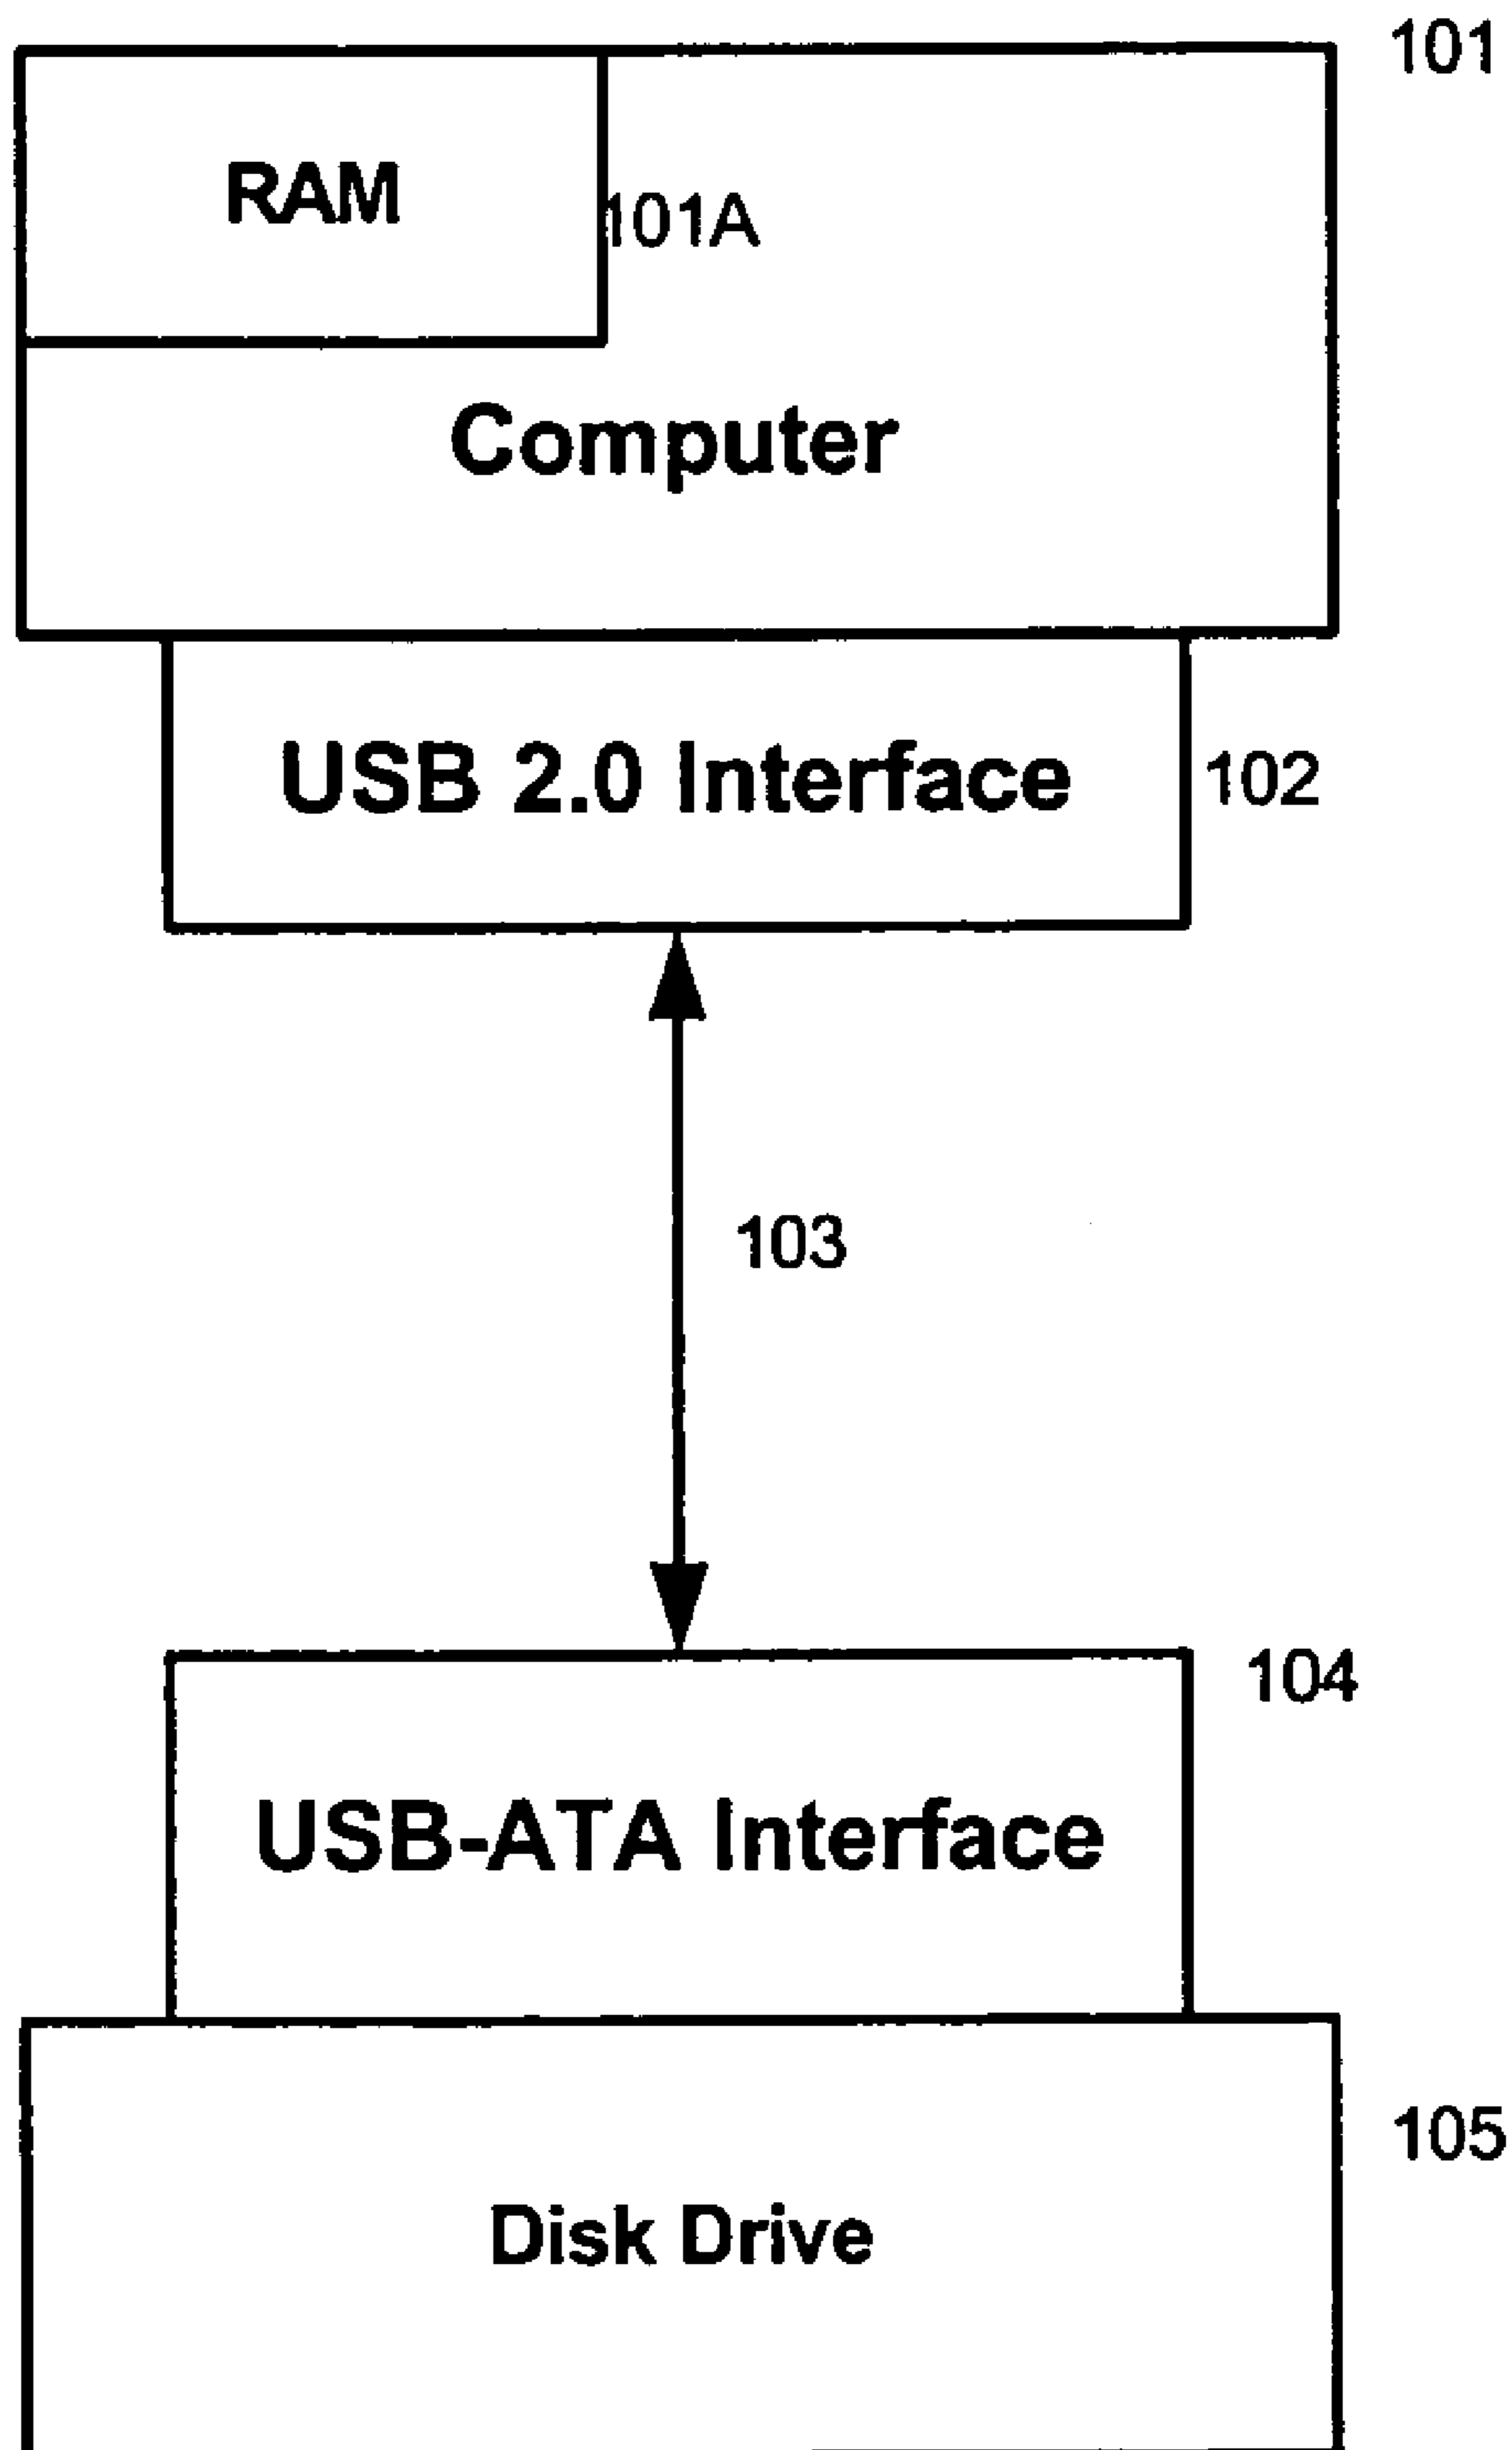 101
RAM
101A
Computer
USB 2.0 Interface
102
103
104
USB-ATA Interface
105
Disk Drive